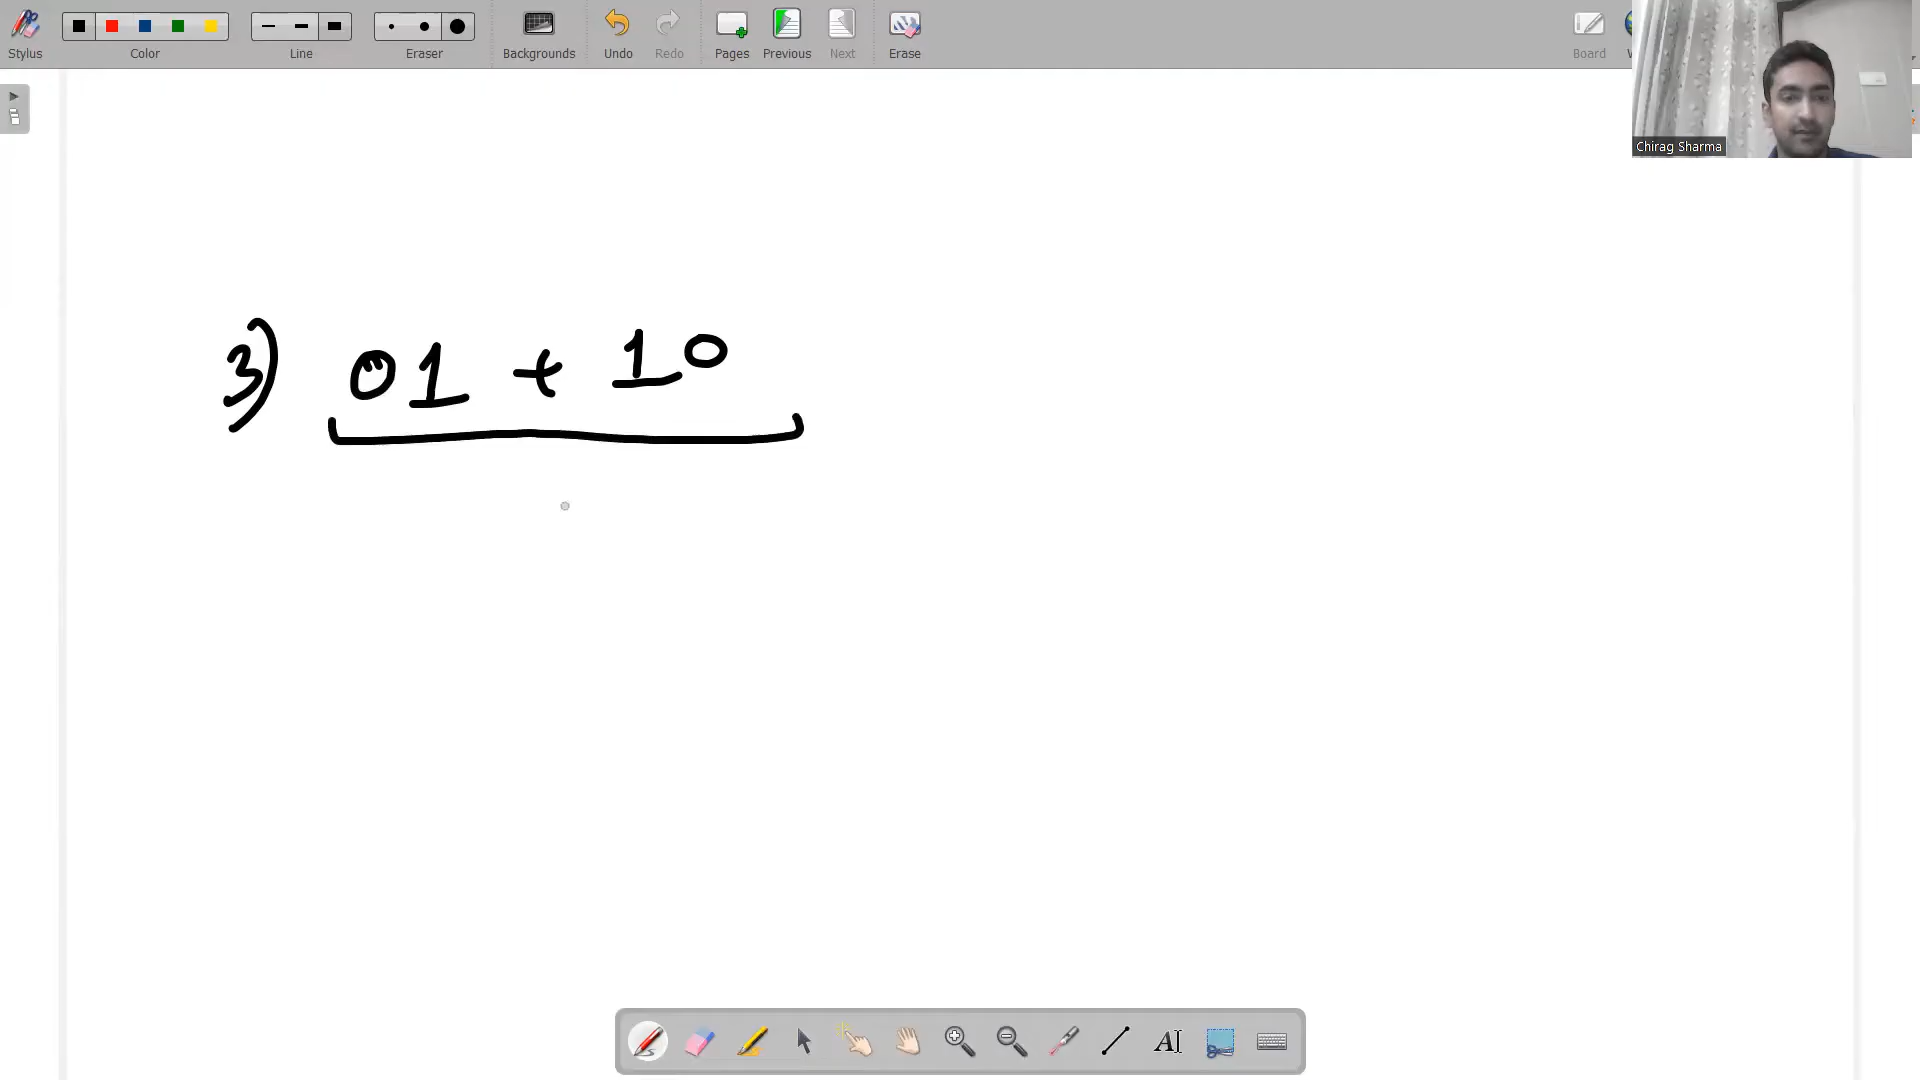 Stylus Color Line Eraser Backgrounds Undo Redo Pages Previous Next Erase Board
Chirag Sharma
3) 01 + 10